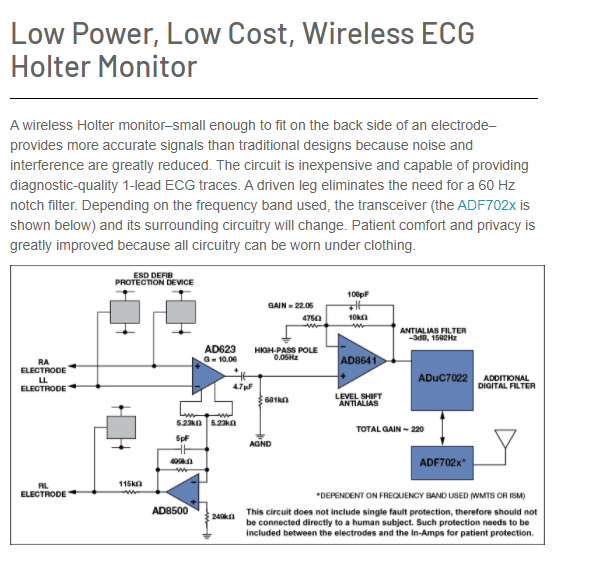 Low Power, Low Cost, Wireless ECG
Holter Monitor
A wireless Holter monitor–small enough to fit on the back side of an electrode–
provides more accurate signals than traditional designs because noise and
interference are greatly reduced. The circuit is inexpensive and capable of providing
diagnostic-quality 1-lead ECG traces. A driven leg eliminates the need for a 60 Hz
notch filter. Depending on the frequency band used, the transceiver (the ADF702x is
shown below) and its surrounding circuitry will change. Patient comfort and privacy is
greatly improved because all circuitry can be worn under clothing.
ESD DEFIB
PROTECTION DEVICE
GAIN = 22.05
475Ω
108pF
+
10kΩ
ANTIALIAS FILTER
–3dB, 1592Hz
AD623
G = 10.06
HIGH-PASS POLE
0.05Hz
–
AD8641
+
RA
ELECTRODE
LL
ELECTRODE
+
–
+
4.7µF
681kΩ
AGND
LEVEL SHIFT
ANTIALIAS
ADuC7022
ADDITIONAL
DIGITAL FILTER
5.23kΩ
5.23kΩ
TOTAL GAIN ~ 220
5pF
499kΩ
ADF702x*
RL
ELECTRODE
115kΩ
–
+
AD8500
249kΩ
*DEPENDENT ON FREQUENCY BAND USED (WMTS OR ISM)
This circuit does not include single fault protection, therefore should not
be connected directly to a human subject. Such protection needs to be
included between the electrodes and the In-Amps for patient protection.